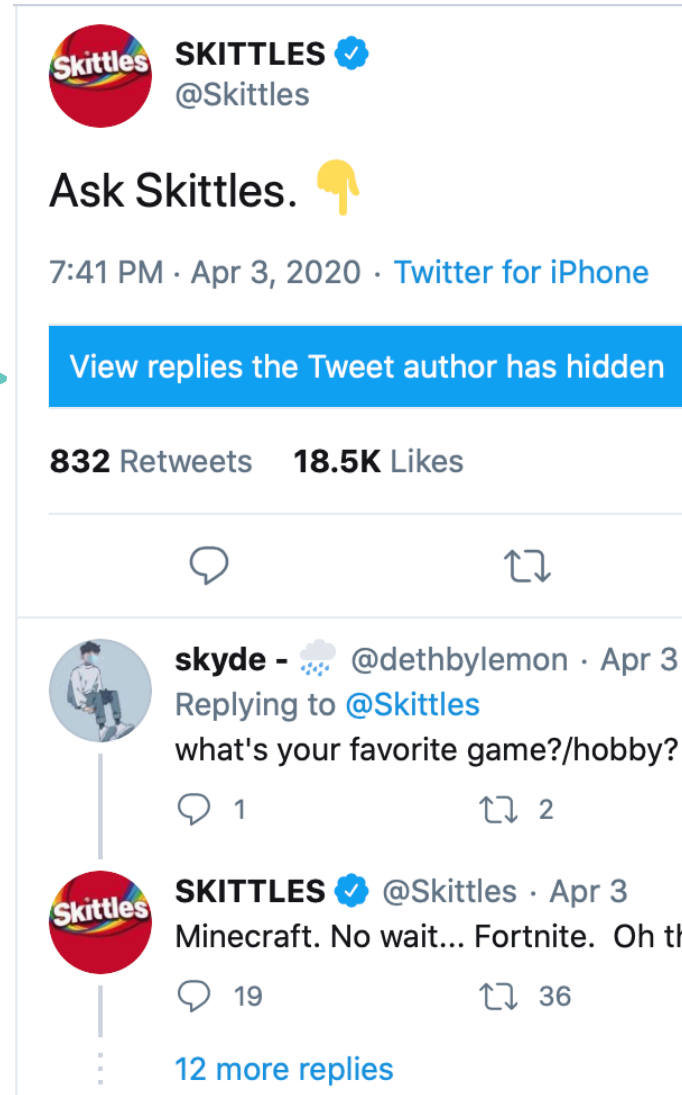 Skittles
SKITTLES
@Skittles
Ask Skittles.
7:41 PM · Apr 3, 2020 · Twitter for iPhone
View replies the Tweet author has hidden
832 Retweets 18.5K Likes
skyde - @dethbylemon · Apr 3
Replying to @Skittles
what's your favorite game?/hobby?
1 2
Skittles
SKITTLES @Skittles · Apr 3
Minecraft. No wait... Fortnite. Oh th
19 36
12 more replies